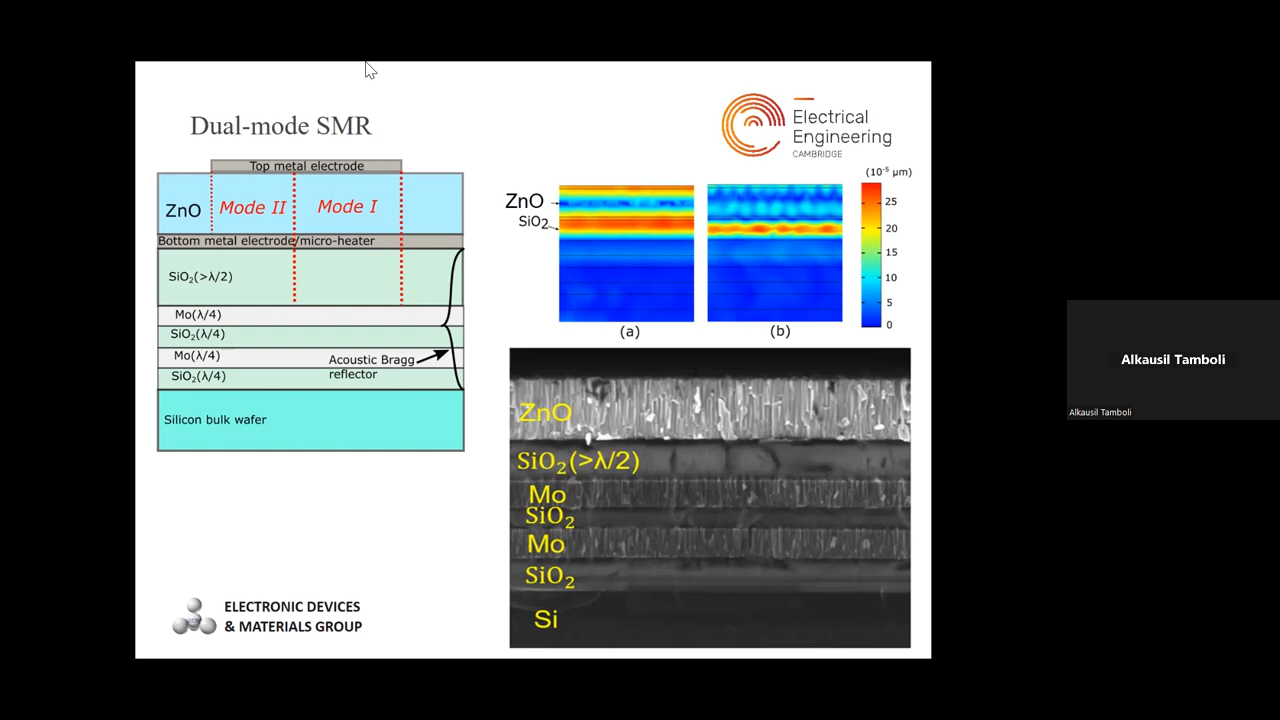 Dual-mode SMR
Electrical
Engineering
CAMBRIDGE
Top metal electrode
ZnO
Mode II
Mode I
Bottom metal electrode/micro-heater
SiO₂(>λ/2)
Mo(λ/4)
SiO₂(λ/4)
Mo(λ/4)
SiO₂(λ/4)
Acoustic Bragg
reflector
Silicon bulk wafer
ZnO
SiO₂
(a)
(b)
(10⁻⁵ μm)
25
20
15
10
5
0
ZnO
SiO₂(>λ/2)
Mo
SiO₂
Mo
SiO₂
Si
ELECTRONIC DEVICES
& MATERIALS GROUP
Alkausil Tamboli
Alkausil Tamboli